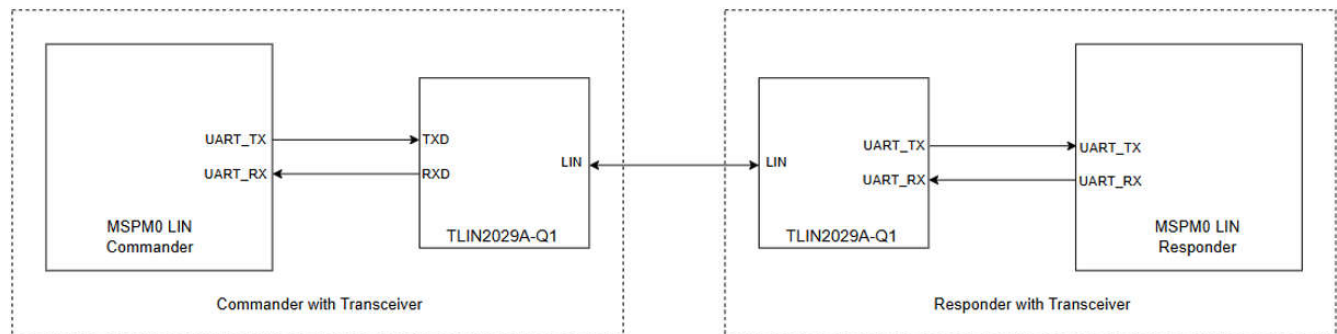 UART_TX
UART_RX
MSPM0 LIN
Commander
TXD
RXD
LIN
TLIN2029A-Q1
Commander with Transceiver
LIN
UART_TX
UART_RX
TLIN2029A-Q1
UART_TX
UART_RX
MSPM0 LIN
Responder
Responder with Transceiver